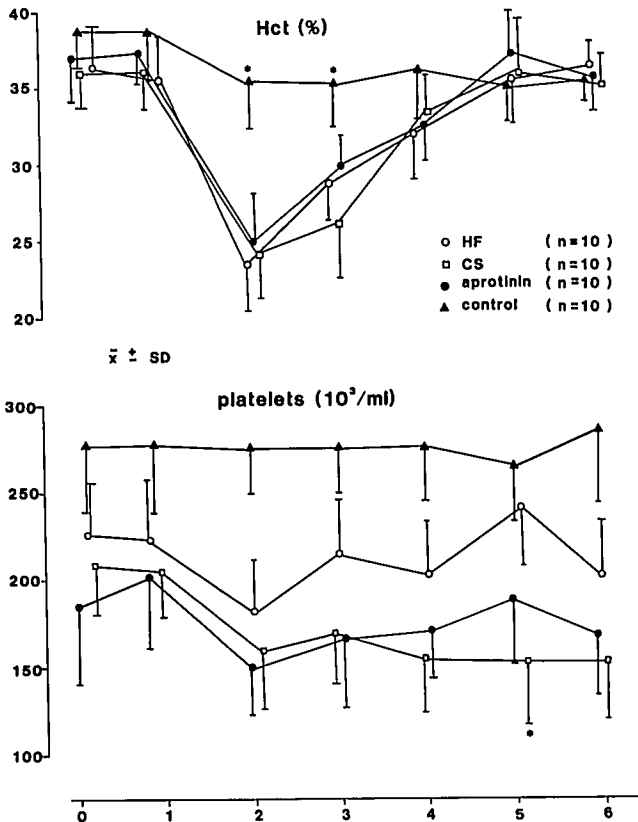 Hct (%)
40
35
30
25
20
* *
HF (n=10)
CS (n=10)
aprotinin (n=10)
control (n=10)
x̄ ± SD
platelets (10³/ml)
300
250
200
150
100
*
0 1 2 3 4 5 6